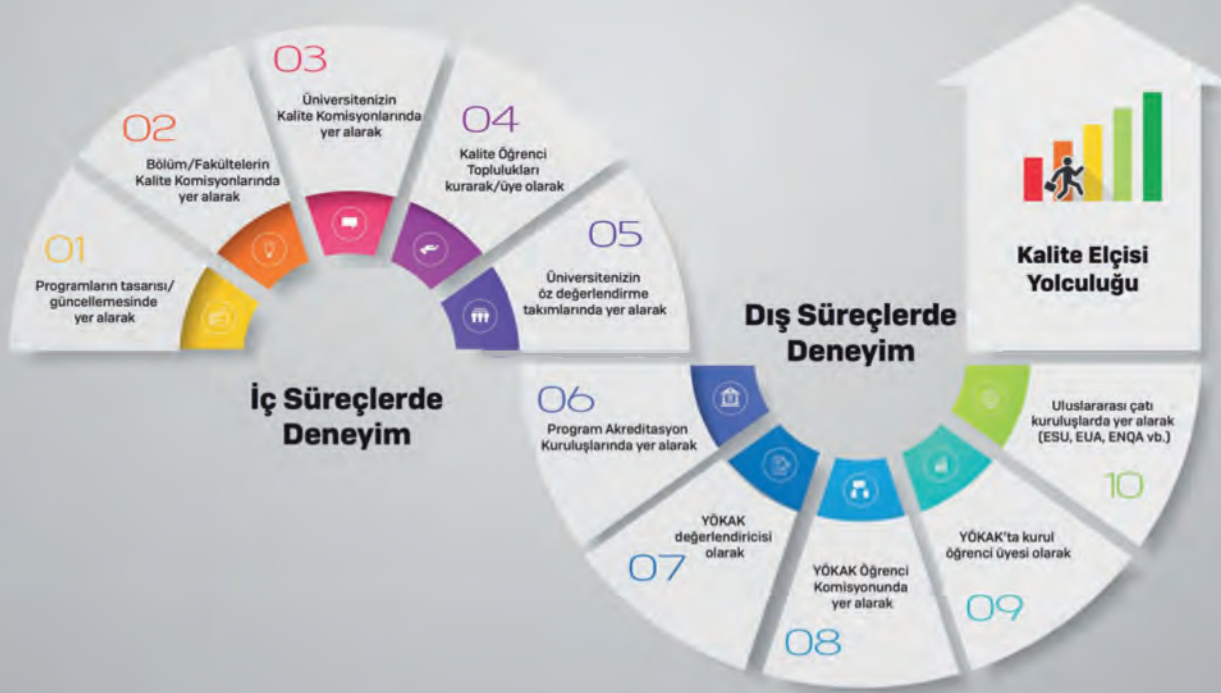 01
Programların tasarısı/
güncellemesinde
yer alarak
02
Bölüm/Fakültelerin
Kalite Komisyonlarında
yer alarak
03
Üniversitenizin
Kalite Komisyonlarında
yer alarak
04
Kalite Öğrenci
Toplulukları
kurarak/üye olarak
05
Üniversitenizin
öz değerlendirme
takımlarında yer alarak
İç Süreçlerde
Deneyim
06
Program Akreditasyon
Kuruluşlarında yer alarak
YÖKAK
değerlendiricisi
olarak
07
YÖKAK Öğrenci
Komisyonunda
yer alarak
08
YÖKAK'ta kurul
öğrenci üyesi olarak
09
Uluslararası çatı
kuruluşlarda yer alarak
(ESU, EUA, ENQA vb.)
10
Dış Süreçlerde
Deneyim
Kalite Elçisi
Yolculuğu